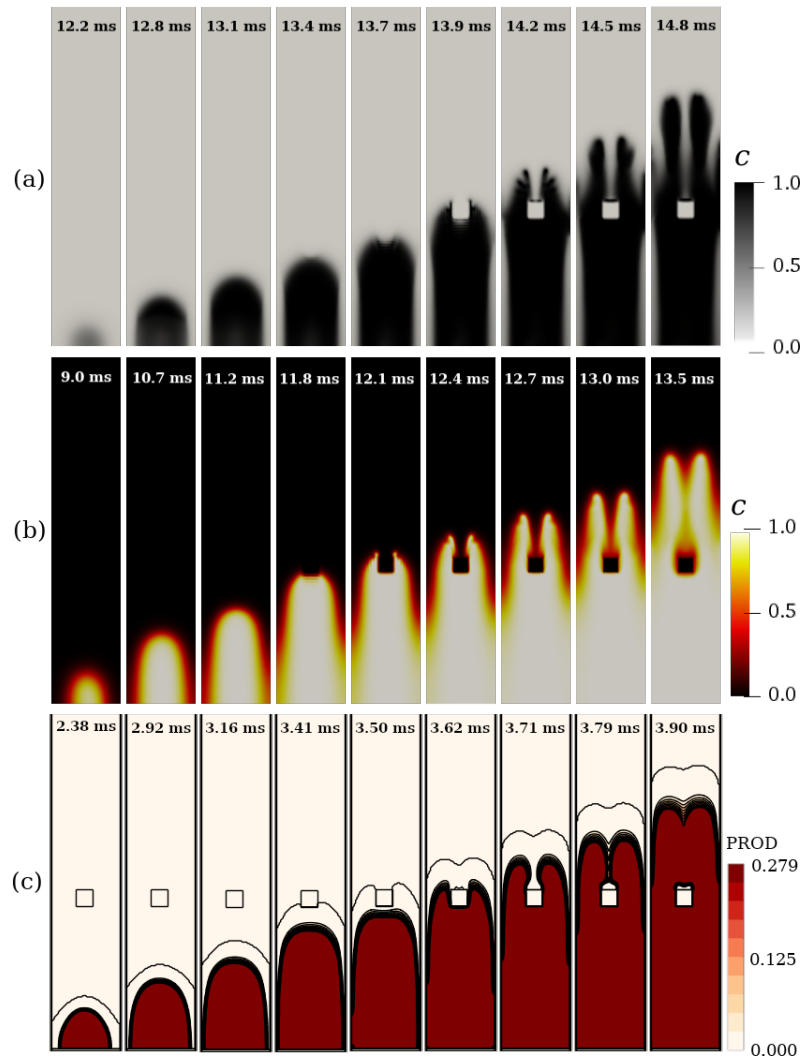 12.2 ms 12.8 ms 13.1 ms 13.4 ms 13.7 ms 13.9 ms 14.2 ms 14.5 ms 14.8 ms
(a)
c
1.0
0.5
0.0
9.0 ms 10.7 ms 11.2 ms 11.8 ms 12.1 ms 12.4 ms 12.7 ms 13.0 ms 13.5 ms
(b)
c
1.0
0.5
0.0
2.38 ms 2.92 ms 3.16 ms 3.41 ms 3.50 ms 3.62 ms 3.71 ms 3.79 ms 3.90 ms
(c)
PROD
0.279
0.125
0.000